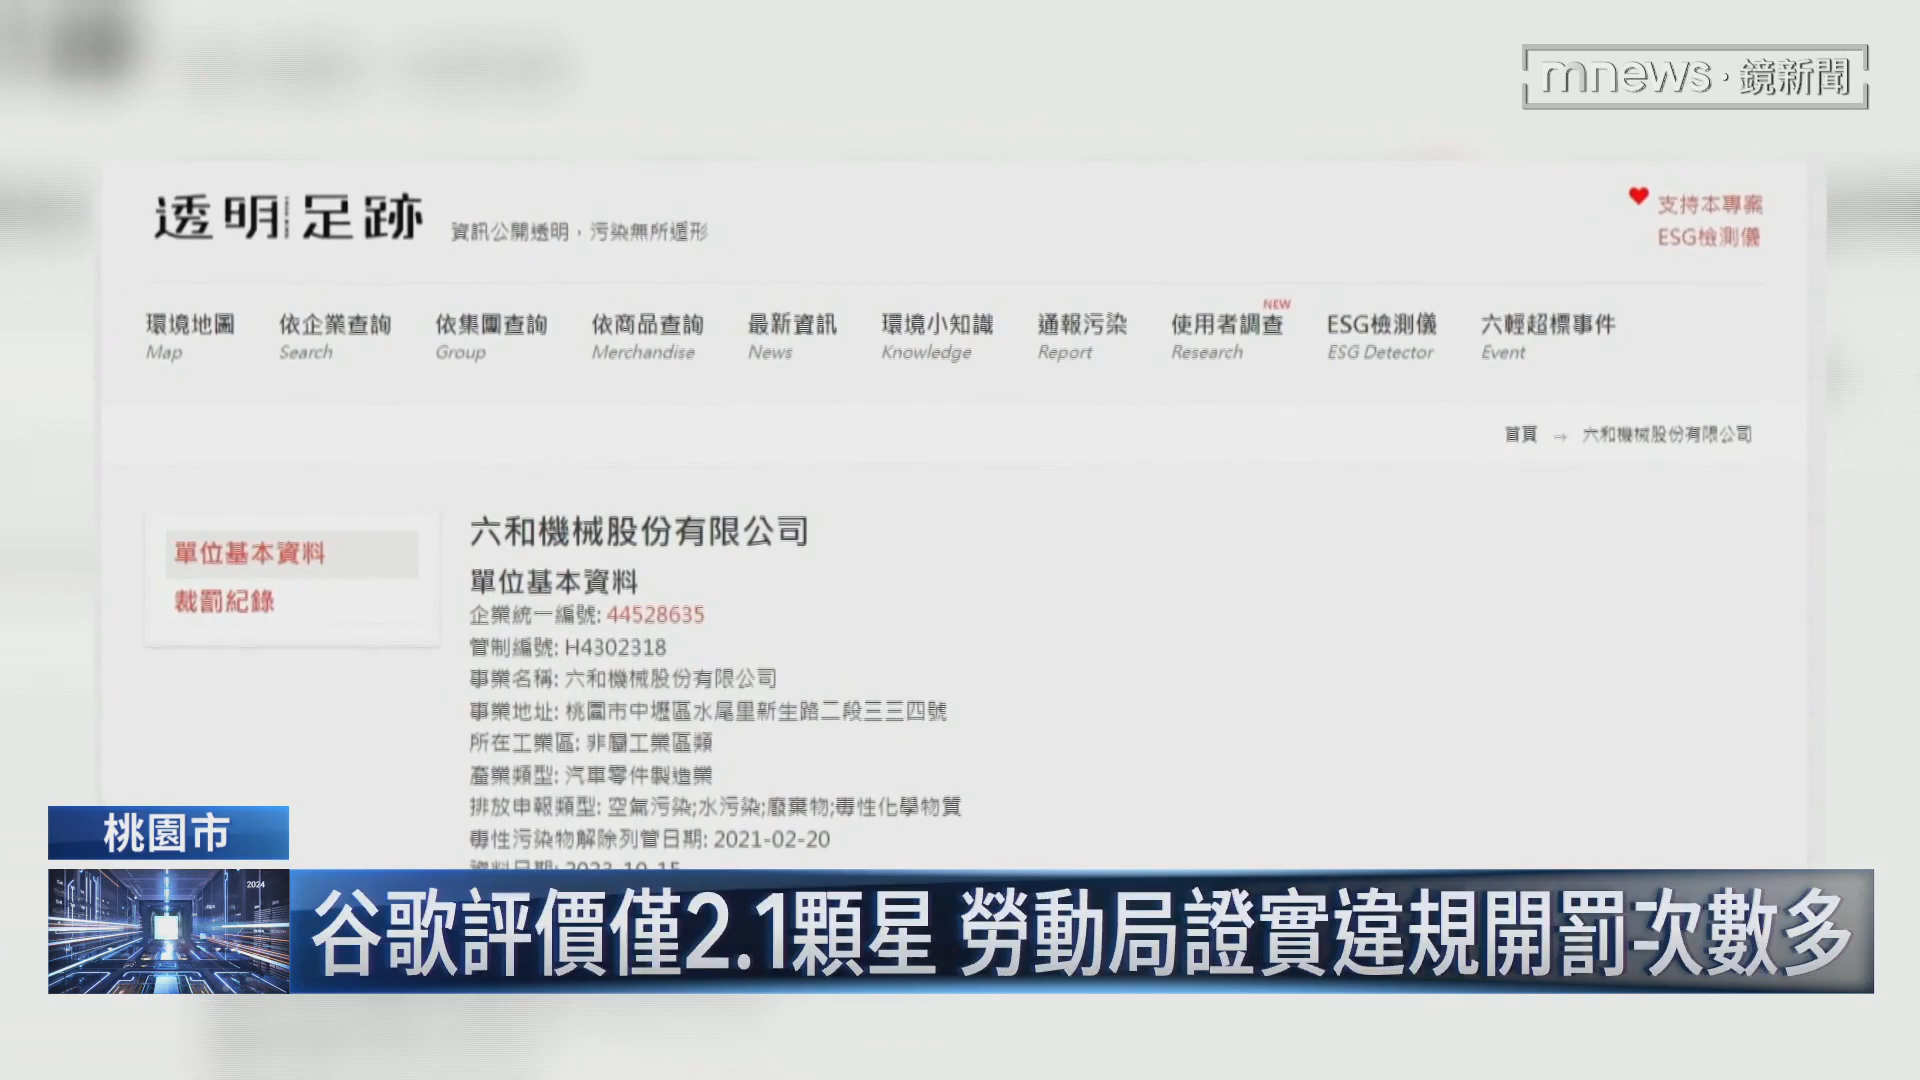 mnews·鏡新聞
透明足跡 資訊公開透明，污染無所遁形
支持本專案
ESG檢測儀
環境地圖 依企業查詢 依集團查詢 依商品查詢 最新資訊 環境小知識 通報污染 使用者調查 NEW ESG檢測儀 六輕超標事件
Map Search Group Merchandise News Knowledge Report Research ESG Detector Event
首頁 → 六和機械股份有限公司
單位基本資料
裁罰紀錄
六和機械股份有限公司
單位基本資料
企業統一編號: 44528635
管制編號: H4302318
事業名稱: 六和機械股份有限公司
事業地址: 桃園市中壢區水尾里新生路二段三三四號
所在工業區: 非屬工業區類
產業類型: 汽車零件製造業
排放申報類型: 空氣污染;水污染;廢棄物;毒性化學物質
毒性污染物解除列管日期: 2021-02-20
資料日期: 2023-10-15
桃園市
2024
谷歌評價僅2.1顆星 勞動局證實違規開罰次數多